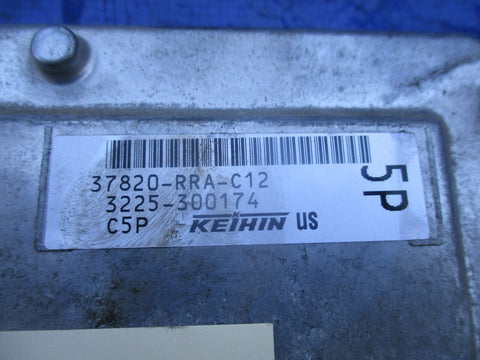 37820-RRA-C12
3225-300174
C5P KEIHIN US
5P